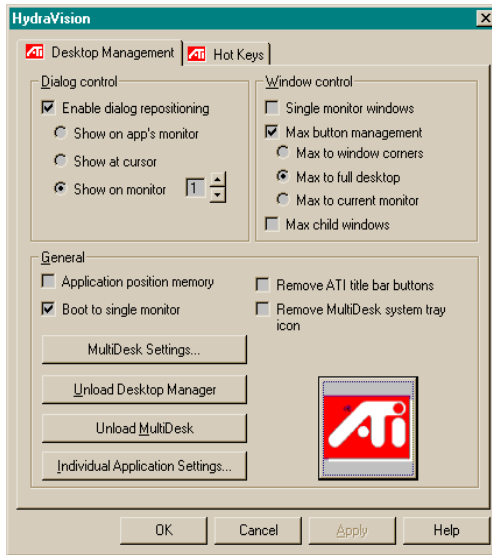 HydraVision
ATI Desktop Management
ATI Hot Keys
Dialog control
Enable dialog repositioning
Show on app's monitor
Show at cursor
Show on monitor 1
Window control
Single monitor windows
Max button management
Max to window corners
Max to full desktop
Max to current monitor
Max child windows
General
Application position memory
Boot to single monitor
Remove ATI title bar buttons
Remove MultiDesk system tray
icon
MultiDesk Settings...
Unload Desktop Manager
Unload MultiDesk
Individual Application Settings...
ATI
OK
Cancel
Apply
Help